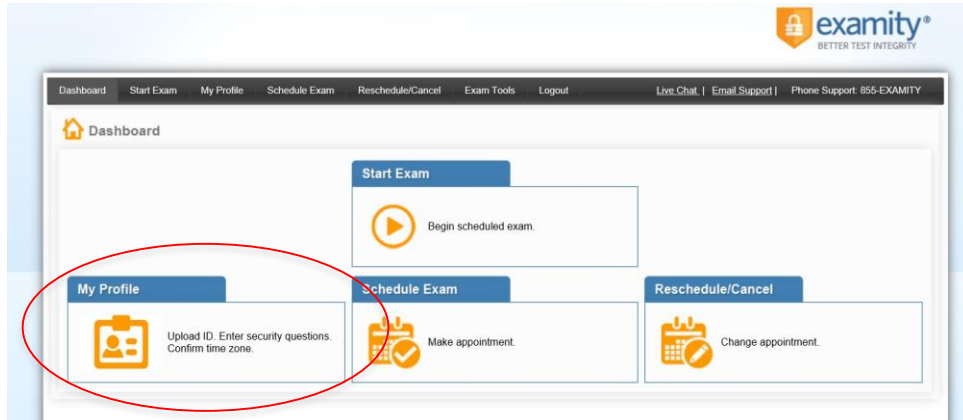 examity®
BETTER TEST INTEGRITY
Dashboard Start Exam My Profile Schedule Exam Reschedule/Cancel Exam Tools Logout Live Chat | Email Support | Phone Support: 855-EXAMITY
Dashboard
Start Exam
Begin scheduled exam.
My Profile
Upload ID. Enter security questions.
Confirm time zone.
Schedule Exam
Make appointment.
Reschedule/Cancel
Change appointment.